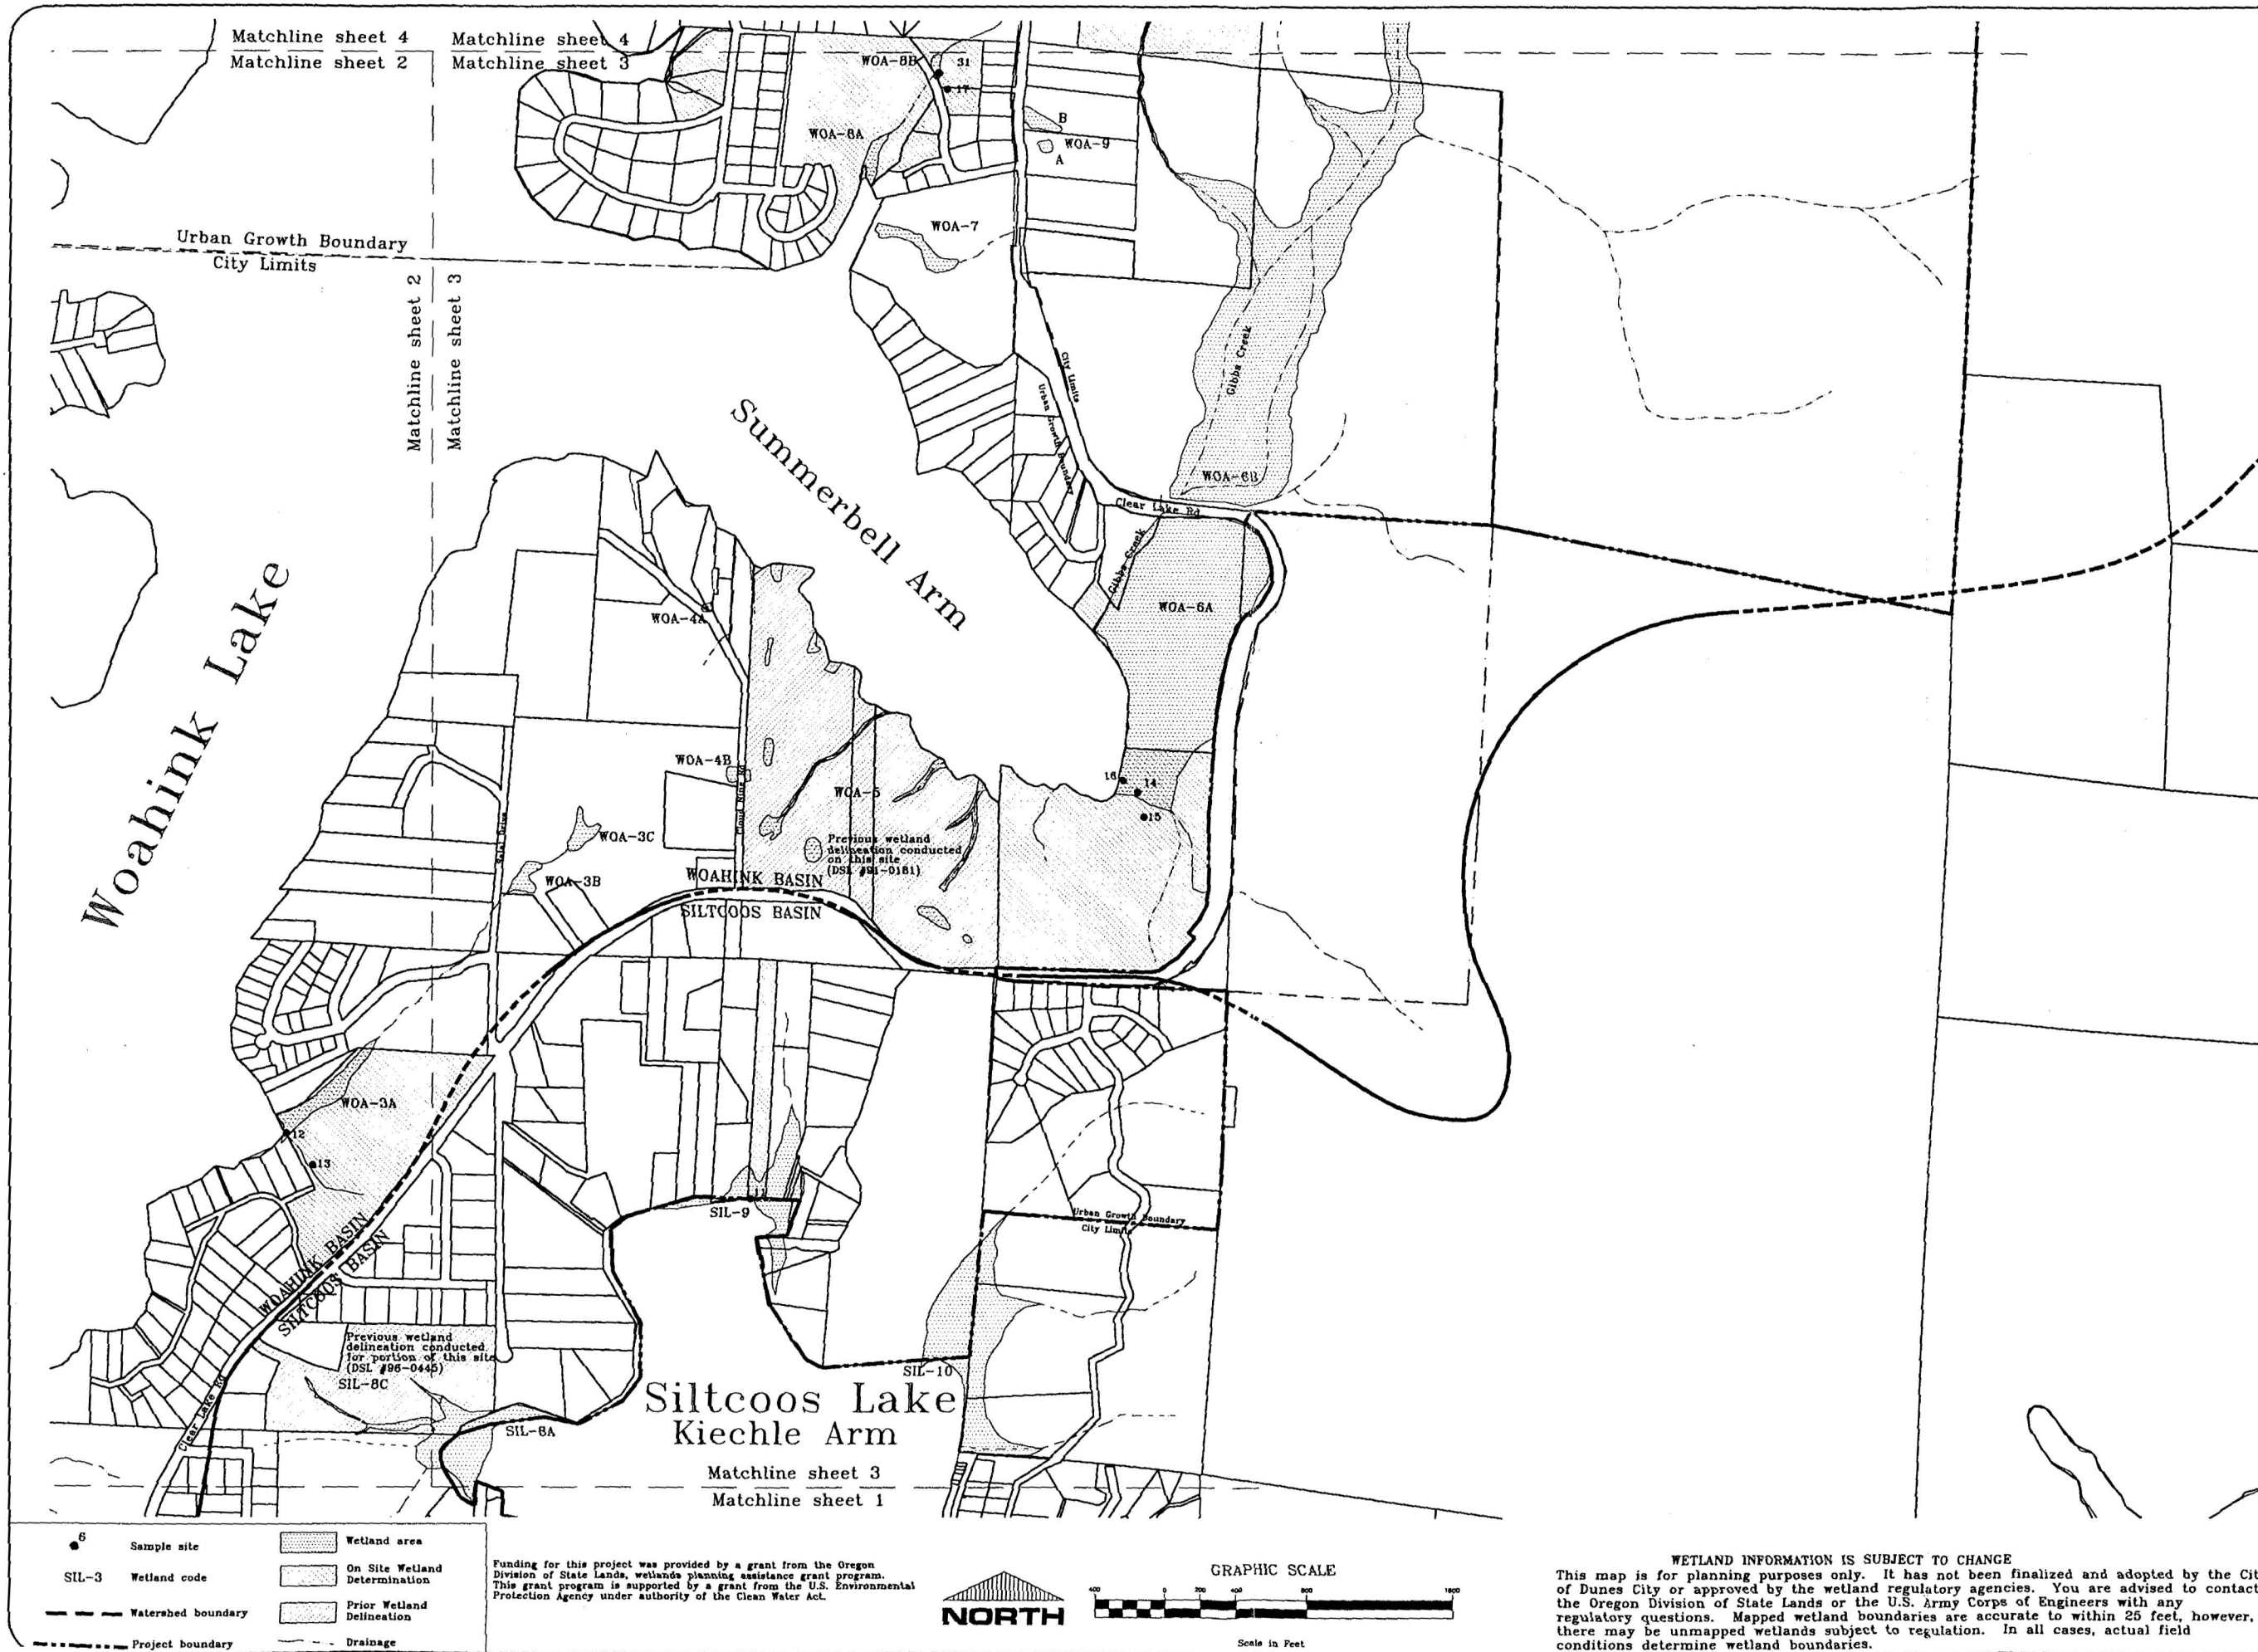 Matchline sheet 4
Matchline sheet 2
Matchline sheet 4
Matchline sheet 3
WOA-8B
31
17
WOA-8A
B
WOA-9
A
WOA-7
Urban Growth Boundary
City Limits
Matchline sheet 2
Matchline sheet 3
City Limits
Urban Growth Boundary
Gibbs Creek
Summerbell Arm
WOA-6B
Clear Lake Rd
Gibbs Creek
WOA-6A
Woahink Lake
WOA-4A
WOA-4B
Cloud Nine Rd
WOA-5
16
14
15
WOA-3C
WOA-3B
Previous wetland
delineation conducted
on this site
(DSL #91-0181)
WOAHINK BASIN
SILTCOOS BASIN
WOA-3A
12
13
11
SIL-9
Urban Growth Boundary
City Limits
WOAHINK BASIN
SILTCOOS BASIN
Previous wetland
delineation conducted
for portion of this site
(DSL #96-0445)
SIL-8C
Clear Lake Rd
SIL-8A
SIL-10
Siltcoos Lake
Kiechle Arm
Matchline sheet 3
Matchline sheet 1
6
Sample site
SIL-3
Wetland code
Watershed boundary
Project boundary
Wetland area
On Site Wetland
Determination
Prior Wetland
Delineation
Drainage
Funding for this project was provided by a grant from the Oregon
Division of State Lands, wetlands planning assistance grant program.
This grant program is supported by a grant from the U.S. Environmental
Protection Agency under authority of the Clean Water Act.
NORTH
GRAPHIC SCALE
400 0 200 400 800 1600
Scale in Feet
WETLAND INFORMATION IS SUBJECT TO CHANGE
This map is for planning purposes only. It has not been finalized and adopted by the Cit
of Dunes City or approved by the wetland regulatory agencies. You are advised to contact
the Oregon Division of State Lands or the U.S. Army Corps of Engineers with any
regulatory questions. Mapped wetland boundaries are accurate to within 25 feet, however,
there may be unmapped wetlands subject to regulation. In all cases, actual field
conditions determine wetland boundaries.